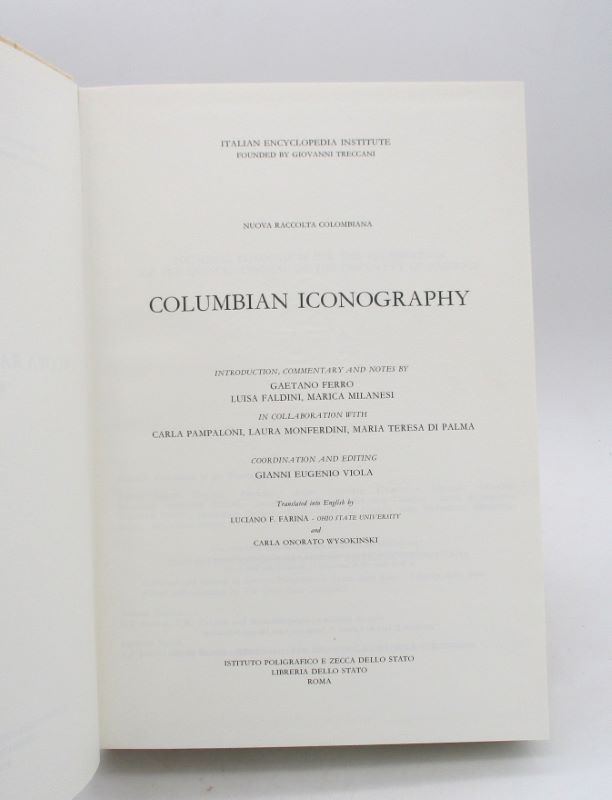 ITALIAN ENCYCLOPEDIA INSTITUTE
FOUNDED BY GIOVANNI TRECCANI
NUOVA RACCOLTA COLOMBIANA
COLUMBIAN ICONOGRAPHY
INTRODUCTION, COMMENTARY AND NOTES BY
GAETANO FERRO
LUISA FALDINI, MARICA MILANESI
IN COLLABORATION WITH
CARLA PAMPALONI, LAURA MONFERDINI, MARIA TERESA DI PALMA
COORDINATION AND EDITING
GIANNI EUGENIO VIOLA
Translated into English by
LUCIANO F. FARINA - OHIO STATE UNIVERSITY
and
CARLA ONORATO WYSOKINSKI
ISTITUTO POLIGRAFICO E ZECCA DELLO STATO
LIBRERIA DELLO STATO
ROMA